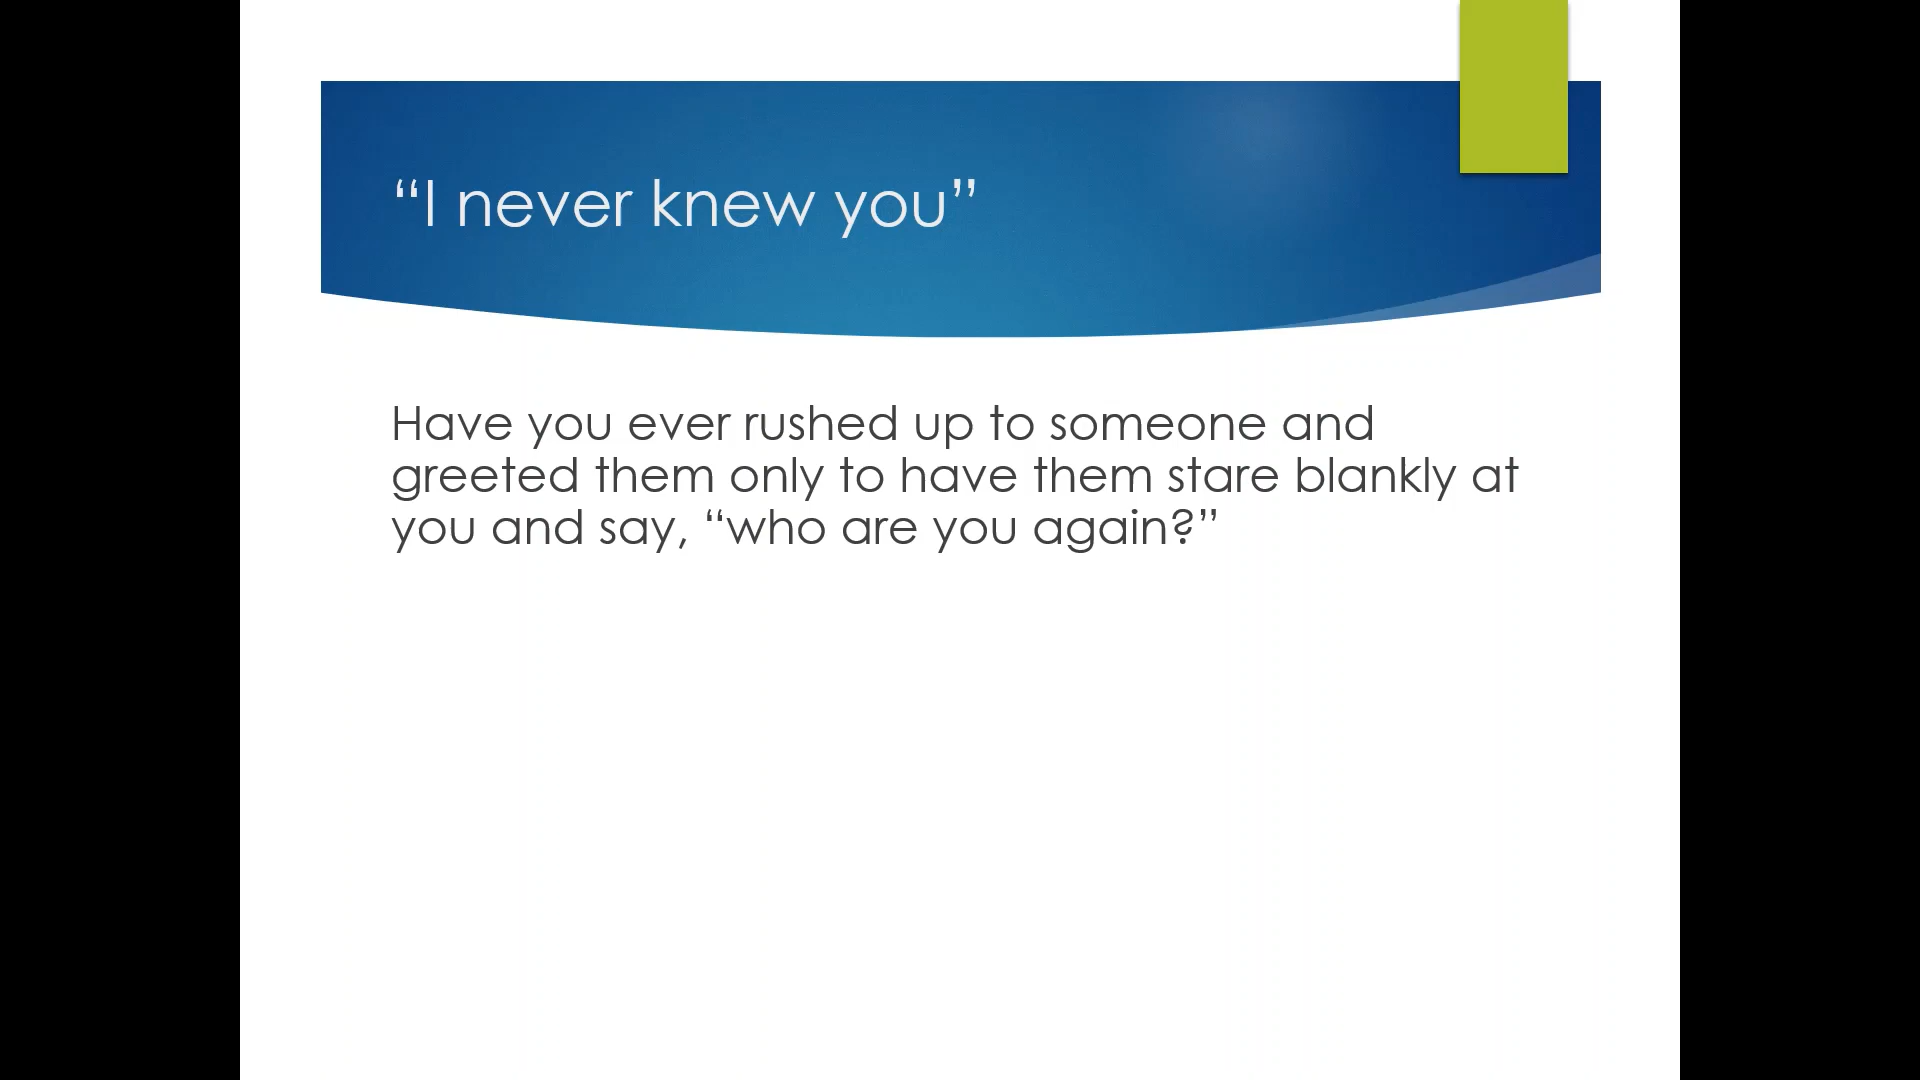 “I never knew you”
Have you ever rushed up to someone and
greeted them only to have them stare blankly at
you and say, “who are you again?”